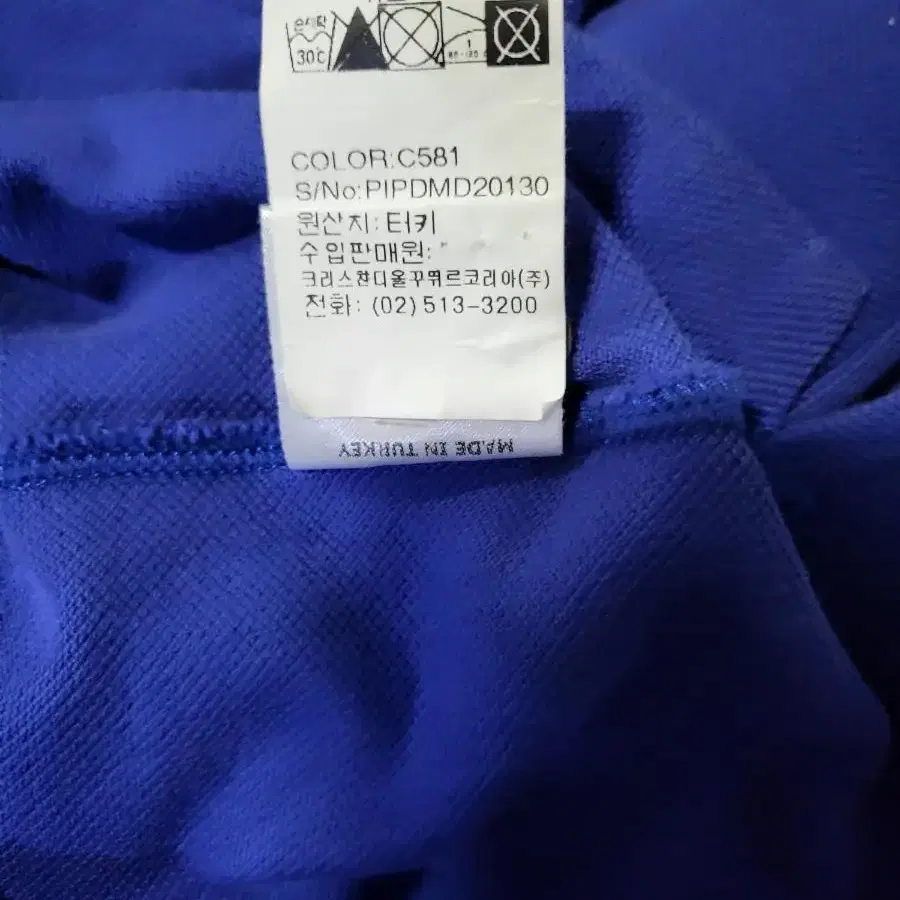 손세탁
30℃
1
COLOR:C581
S/No:PIPDMD20130
원산지: 터키
수입판매원:
크리스챤디올꾸뛰르코리아(주)
전화: (02)513-3200
MADE IN TURKEY